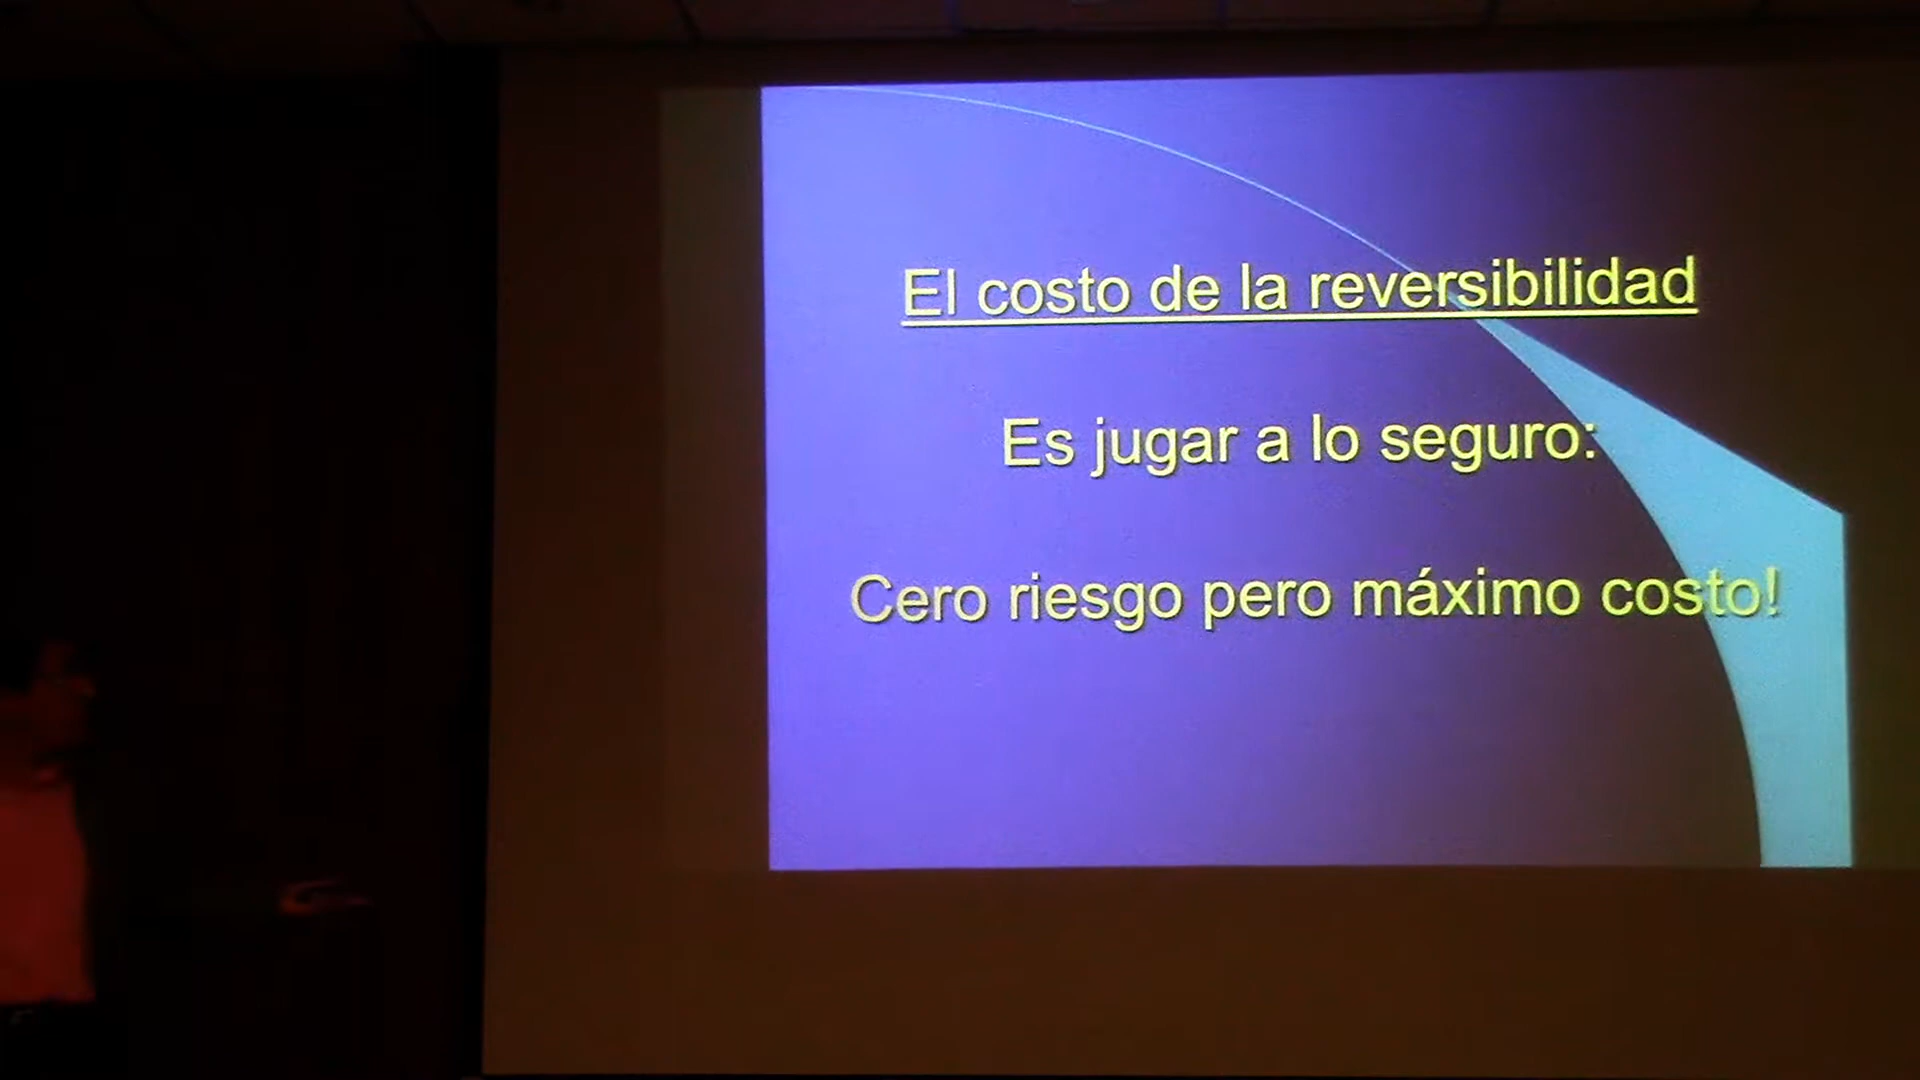 El costo de la reversibilidad
Es jugar a lo seguro:
Cero riesgo pero máximo costo!